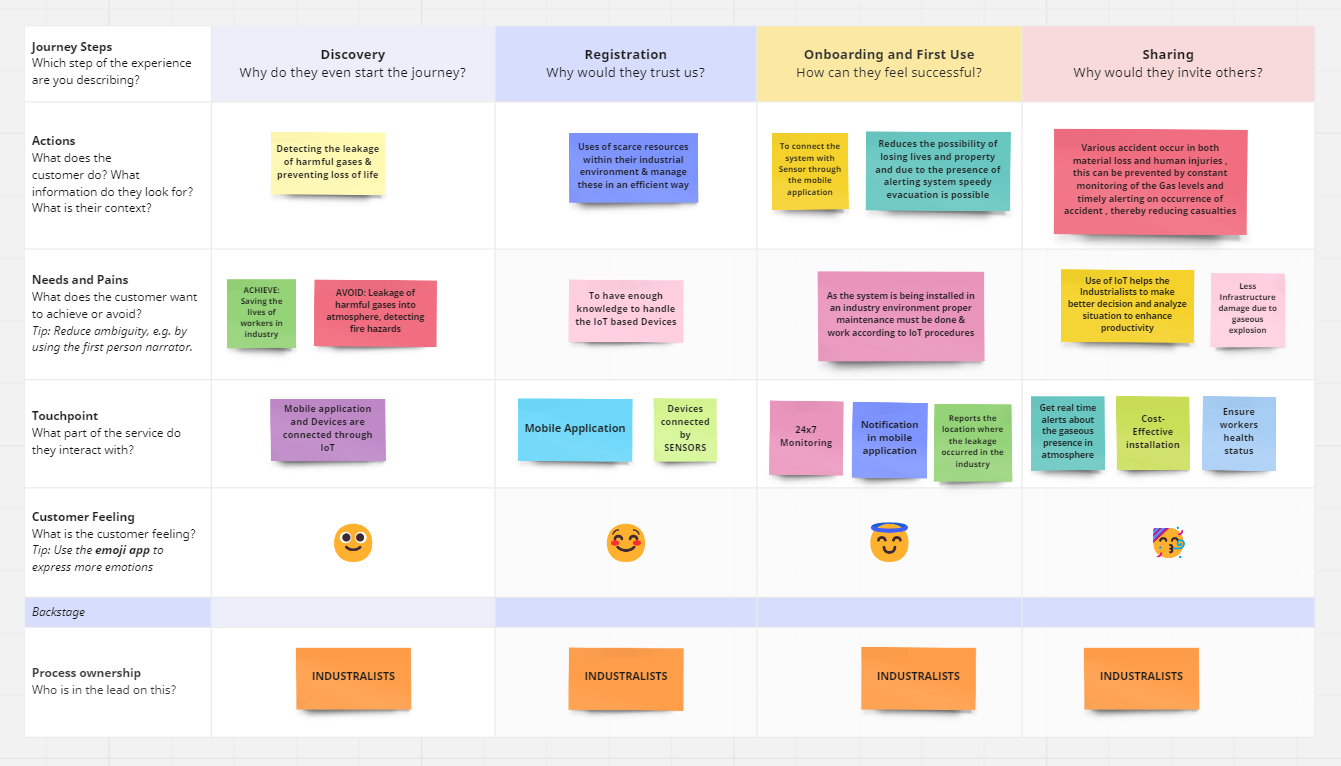 Journey Steps
Which step of the experience
are you describing?
Discovery
Why do they even start the journey?
Registration
Why would they trust us?
Onboarding and First Use
How can they feel successful?
Sharing
Why would they invite others?
Actions
What does the
customer do? What
information do they look for?
What is their context?
Detecting the leakage
of harmful gases &
preventing loss of life
Uses of scarce resources
within their industrial
environment & manage
these in an efficient way
To connect the
system with
Sensor through
the mobile
application
Reduces the possibility of
losing lives and property
and due to the presence of
alerting system speedy
evacuation is possible
Various accident occur in both
material loss and human injuries ,
this can be prevented by constant
monitoring of the Gas levels and
timely alerting on occurrence of
accident , thereby reducing casualties
Needs and Pains
What does the customer want
to achieve or avoid?
Tip: Reduce ambiguity, e.g. by
using the first person narrator.
ACHIEVE:
Saving the
lives of
workers in
industry
AVOID: Leakage of
harmful gases into
atmosphere, detecting
fire hazards
To have enough
knowledge to handle
the IoT based Devices
As the system is being installed in
an industry environment proper
maintenance must be done &
work according to IoT procedures
Use of IoT helps the
Industrialists to make
better decision and analyze
situation to enhance
productivity
Less
Infrastructure
damage due to
gaseous
explosion
Touchpoint
What part of the service do
they interact with?
Mobile application
and Devices are
connected through
IoT
Mobile Application
Devices
connected
by
SENSORS
24x7
Monitoring
Notification
in mobile
application
Reports the
location where
the leakage
occurred in the
industry
Get real time
alerts about
the gaseous
presence in
atmosphere
Cost-
Effective
installation
Ensure
workers
health
status
Customer Feeling
What is the customer feeling?
Tip: Use the emoji app to
express more emotions
Backstage
Process ownership
Who is in the lead on this?
INDUSTRALISTS
INDUSTRALISTS
INDUSTRALISTS
INDUSTRALISTS